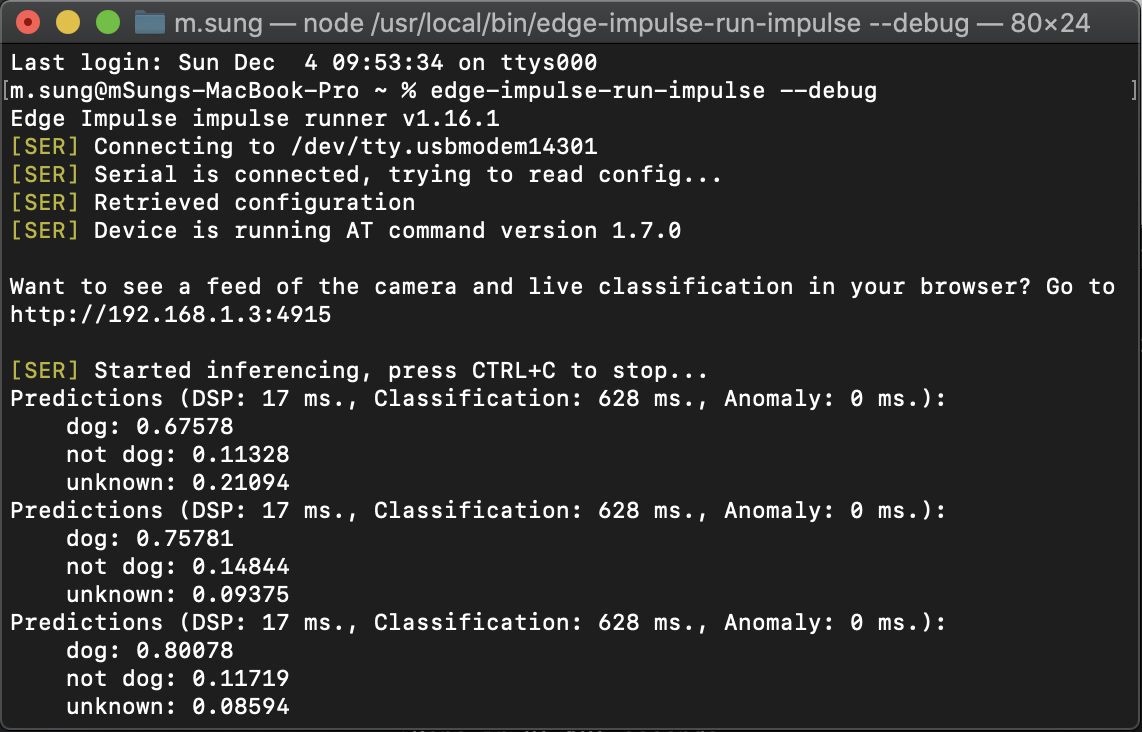 m.sung — node /usr/local/bin/edge-impulse-run-impulse --debug — 80×24
Last login: Sun Dec  4 09:53:34 on ttys000
[m.sung@mSungs-MacBook-Pro ~ % edge-impulse-run-impulse --debug ]
Edge Impulse impulse runner v1.16.1
[SER] Connecting to /dev/tty.usbmodem14301
[SER] Serial is connected, trying to read config...
[SER] Retrieved configuration
[SER] Device is running AT command version 1.7.0
Want to see a feed of the camera and live classification in your browser? Go to
http://192.168.1.3:4915
[SER] Started inferencing, press CTRL+C to stop...
Predictions (DSP: 17 ms., Classification: 628 ms., Anomaly: 0 ms.):
    dog: 0.67578
    not dog: 0.11328
    unknown: 0.21094
Predictions (DSP: 17 ms., Classification: 628 ms., Anomaly: 0 ms.):
    dog: 0.75781
    not dog: 0.14844
    unknown: 0.09375
Predictions (DSP: 17 ms., Classification: 628 ms., Anomaly: 0 ms.):
    dog: 0.80078
    not dog: 0.11719
    unknown: 0.08594